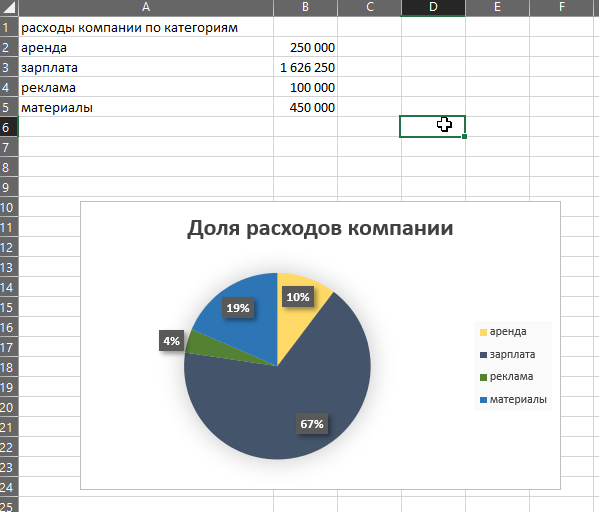 A B C D E F
1 расходы компании по категориям
2 аренда 250 000
3 зарплата 1 626 250
4 реклама 100 000
5 материалы 450 000
6
7
8
9
10
11 Доля расходов компании
12
13
14 10%
15 19%
16 аренда
17 4%
18 зарплата
19 реклама
20 материалы
21 67%
22
23
24
25